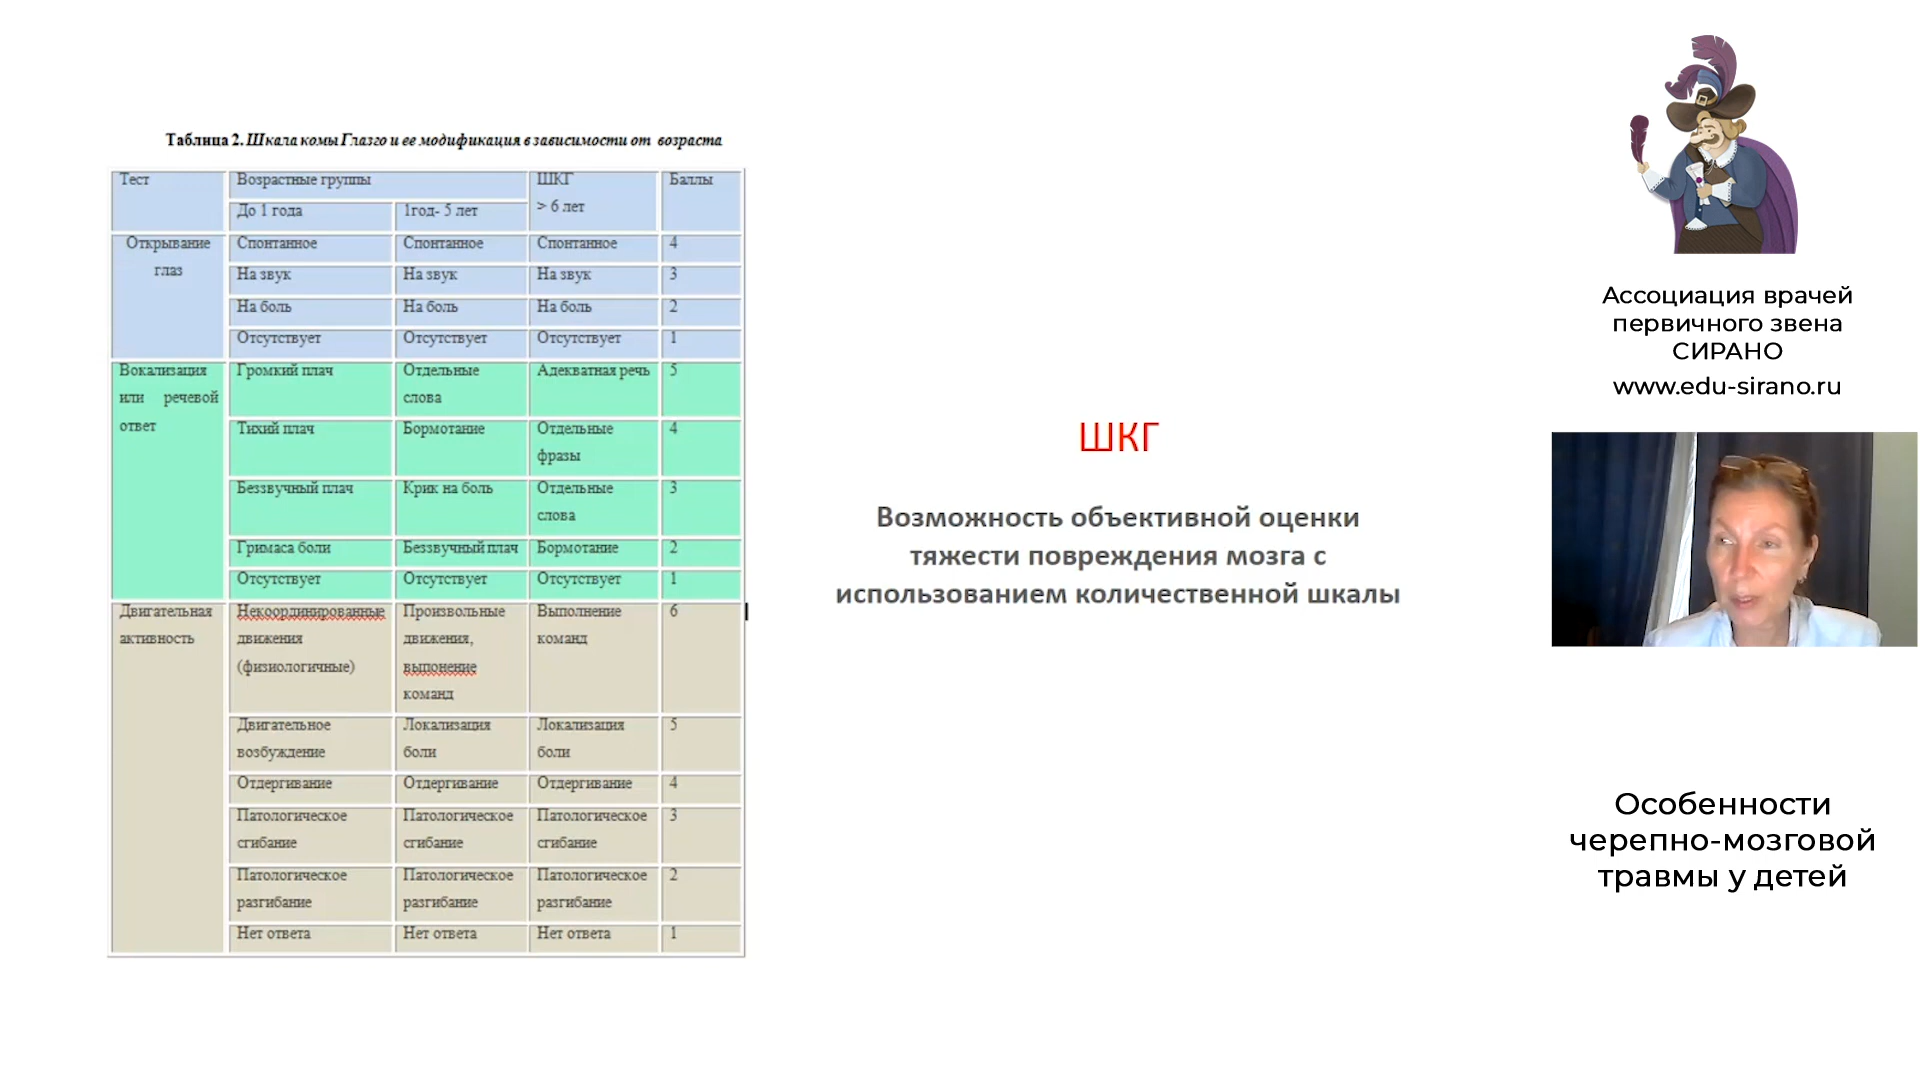 Таблица 2. Шкала комы Глазго и ее модификация в зависимости от возраста
Тест
Возрастные группы
ШКГ
> 6 лет
Баллы
До 1 года
1год- 5 лет
Открывание
глаз
Спонтанное
Спонтанное
Спонтанное
4
На звук
На звук
На звук
3
На боль
На боль
На боль
2
Отсутствует
Отсутствует
Отсутствует
1
Вокализация
или речевой
ответ
Громкий плач
Отдельные
слова
Адекватная речь
5
Тихий плач
Бормотание
Отдельные
фразы
4
Беззвучный плач
Крик на боль
Отдельные
слова
3
Гримаса боли
Беззвучный плач
Бормотание
2
Отсутствует
Отсутствует
Отсутствует
1
Двигательная
активность
Некоординированные
движения
(физиологичные)
Произвольные
движения,
выпонение
команд
Выполнение
команд
6
Двигательное
возбуждение
Локализация
боли
Локализация
боли
5
Отдергивание
Отдергивание
Отдергивание
4
Патологическое
сгибание
Патологическое
сгибание
Патологическое
сгибание
3
Патологическое
разгибание
Патологическое
разгибание
Патологическое
разгибание
2
Нет ответа
Нет ответа
Нет ответа
1
ШКГ
Возможность объективной оценки
тяжести повреждения мозга с
использованием количественной шкалы
Ассоциация врачей
первичного звена
СИРАНО
www.edu-sirano.ru
Особенности
черепно-мозговой
травмы у детей